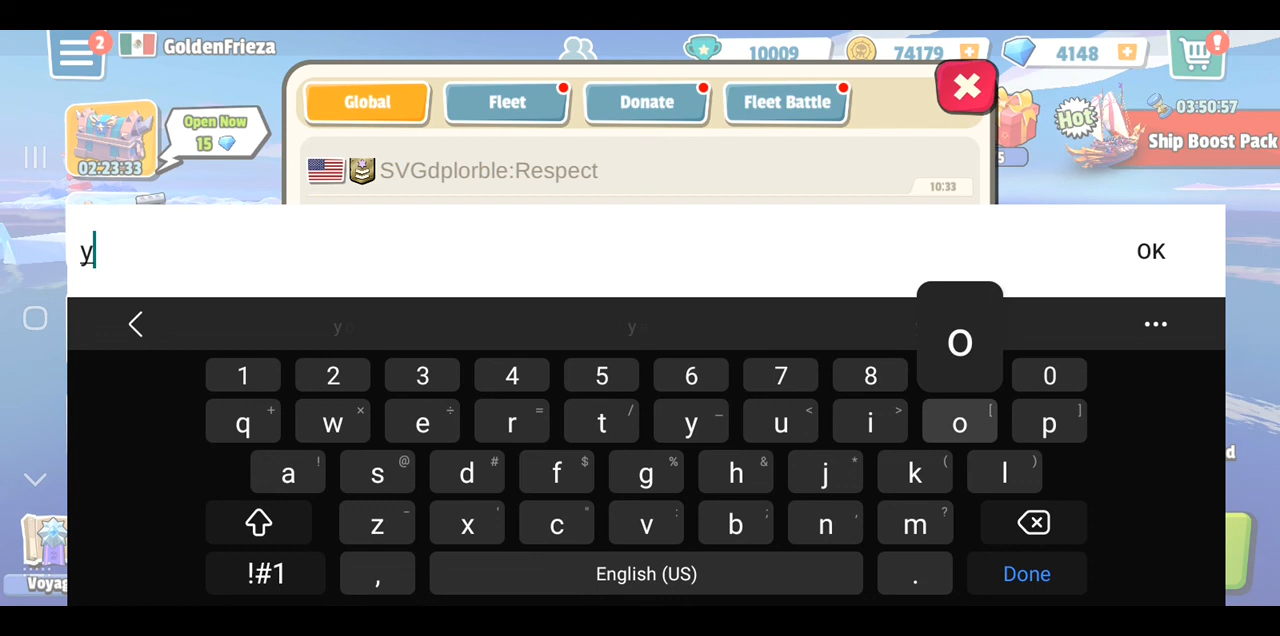 2
GoldenFrieza
10009
74179
4148
!
Global
Fleet
Donate
Fleet Battle
Open Now
15
02:23:33
Hot
03:50:57
Ship Boost Pack
5
SVGdplorble:Respect
10:33
y
OK
o
1 2 3 4 5 6 7 8 0
q + w × e ÷ r = t / y _ u < i > o [ p ]
a ! s @ d # f $ g % h & j * k ( l )
z - x ' c " v : b ; n , m ?
!#1 , English (US) . Done
Voyag